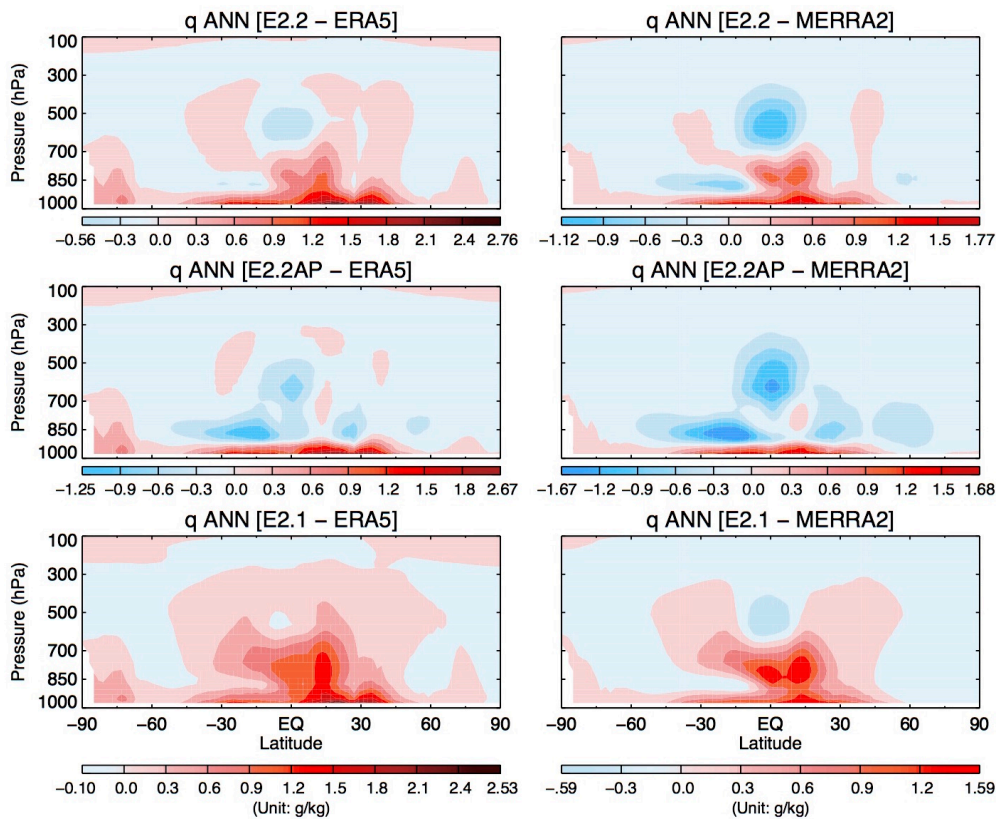 q ANN [E2.2 − ERA5]
q ANN [E2.2 − MERRA2]
Pressure (hPa)
100
300
500
700
850
1000
−0.56 −0.3 0.0 0.3 0.6 0.9 1.2 1.5 1.8 2.1 2.4 2.76
−1.12 −0.9 −0.6 −0.3 0.0 0.3 0.6 0.9 1.2 1.5 1.77
q ANN [E2.2AP − ERA5]
q ANN [E2.2AP − MERRA2]
Pressure (hPa)
100
300
500
700
850
1000
−1.25 −0.9 −0.6 −0.3 0.0 0.3 0.6 0.9 1.2 1.5 1.8 2.67
−1.67 −1.2 −0.9 −0.6 −0.3 0.0 0.3 0.6 0.9 1.2 1.5 1.68
q ANN [E2.1 − ERA5]
q ANN [E2.1 − MERRA2]
Pressure (hPa)
100
300
500
700
850
1000
−90 −60 −30 EQ 30 60 90
Latitude
−60 −30 EQ 30 60 90
Latitude
−0.10 0.0 0.3 0.6 0.9 1.2 1.5 1.8 2.1 2.4 2.53
(Unit: g/kg)
−.59 −0.3 0.0 0.3 0.6 0.9 1.2 1.59
(Unit: g/kg)